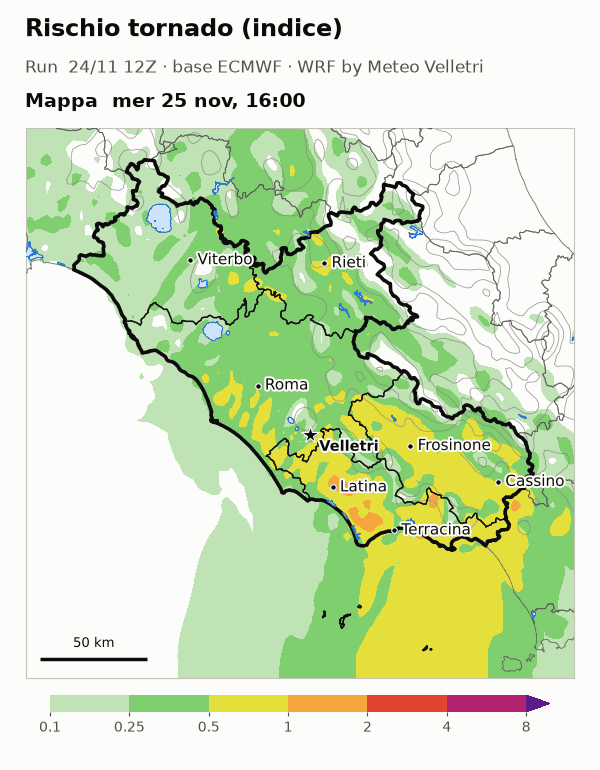 Rischio tornado (indice)
Run  24/11 12Z · base ECMWF · WRF by Meteo Velletri
Mappa  mer 25 nov, 16:00
Viterbo
Rieti
Roma
Velletri
Frosinone
Latina
Cassino
Terracina
50 km
0.1 0.25 0.5 1 2 4 8